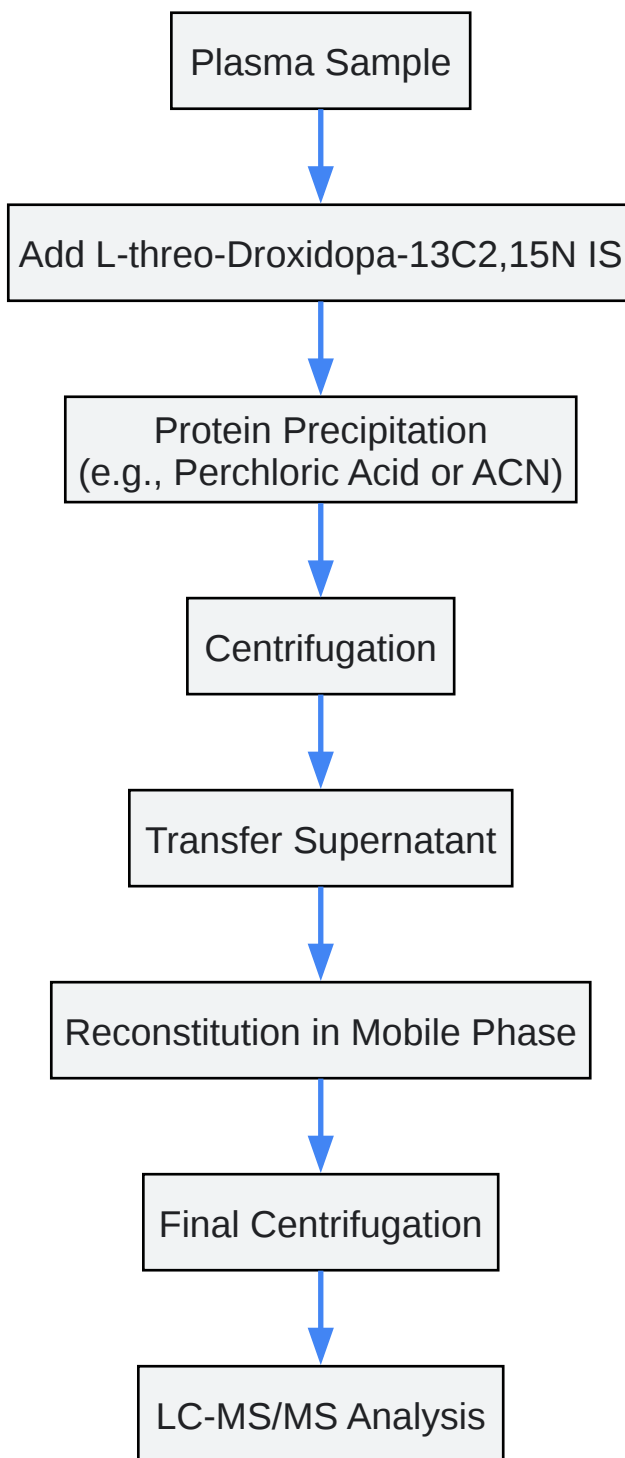 Plasma Sample
Add L-threo-Droxidopa-13C2,15N IS
Protein Precipitation
(e.g., Perchloric Acid or ACN)
Centrifugation
Transfer Supernatant
Reconstitution in Mobile Phase
Final Centrifugation
LC-MS/MS Analysis